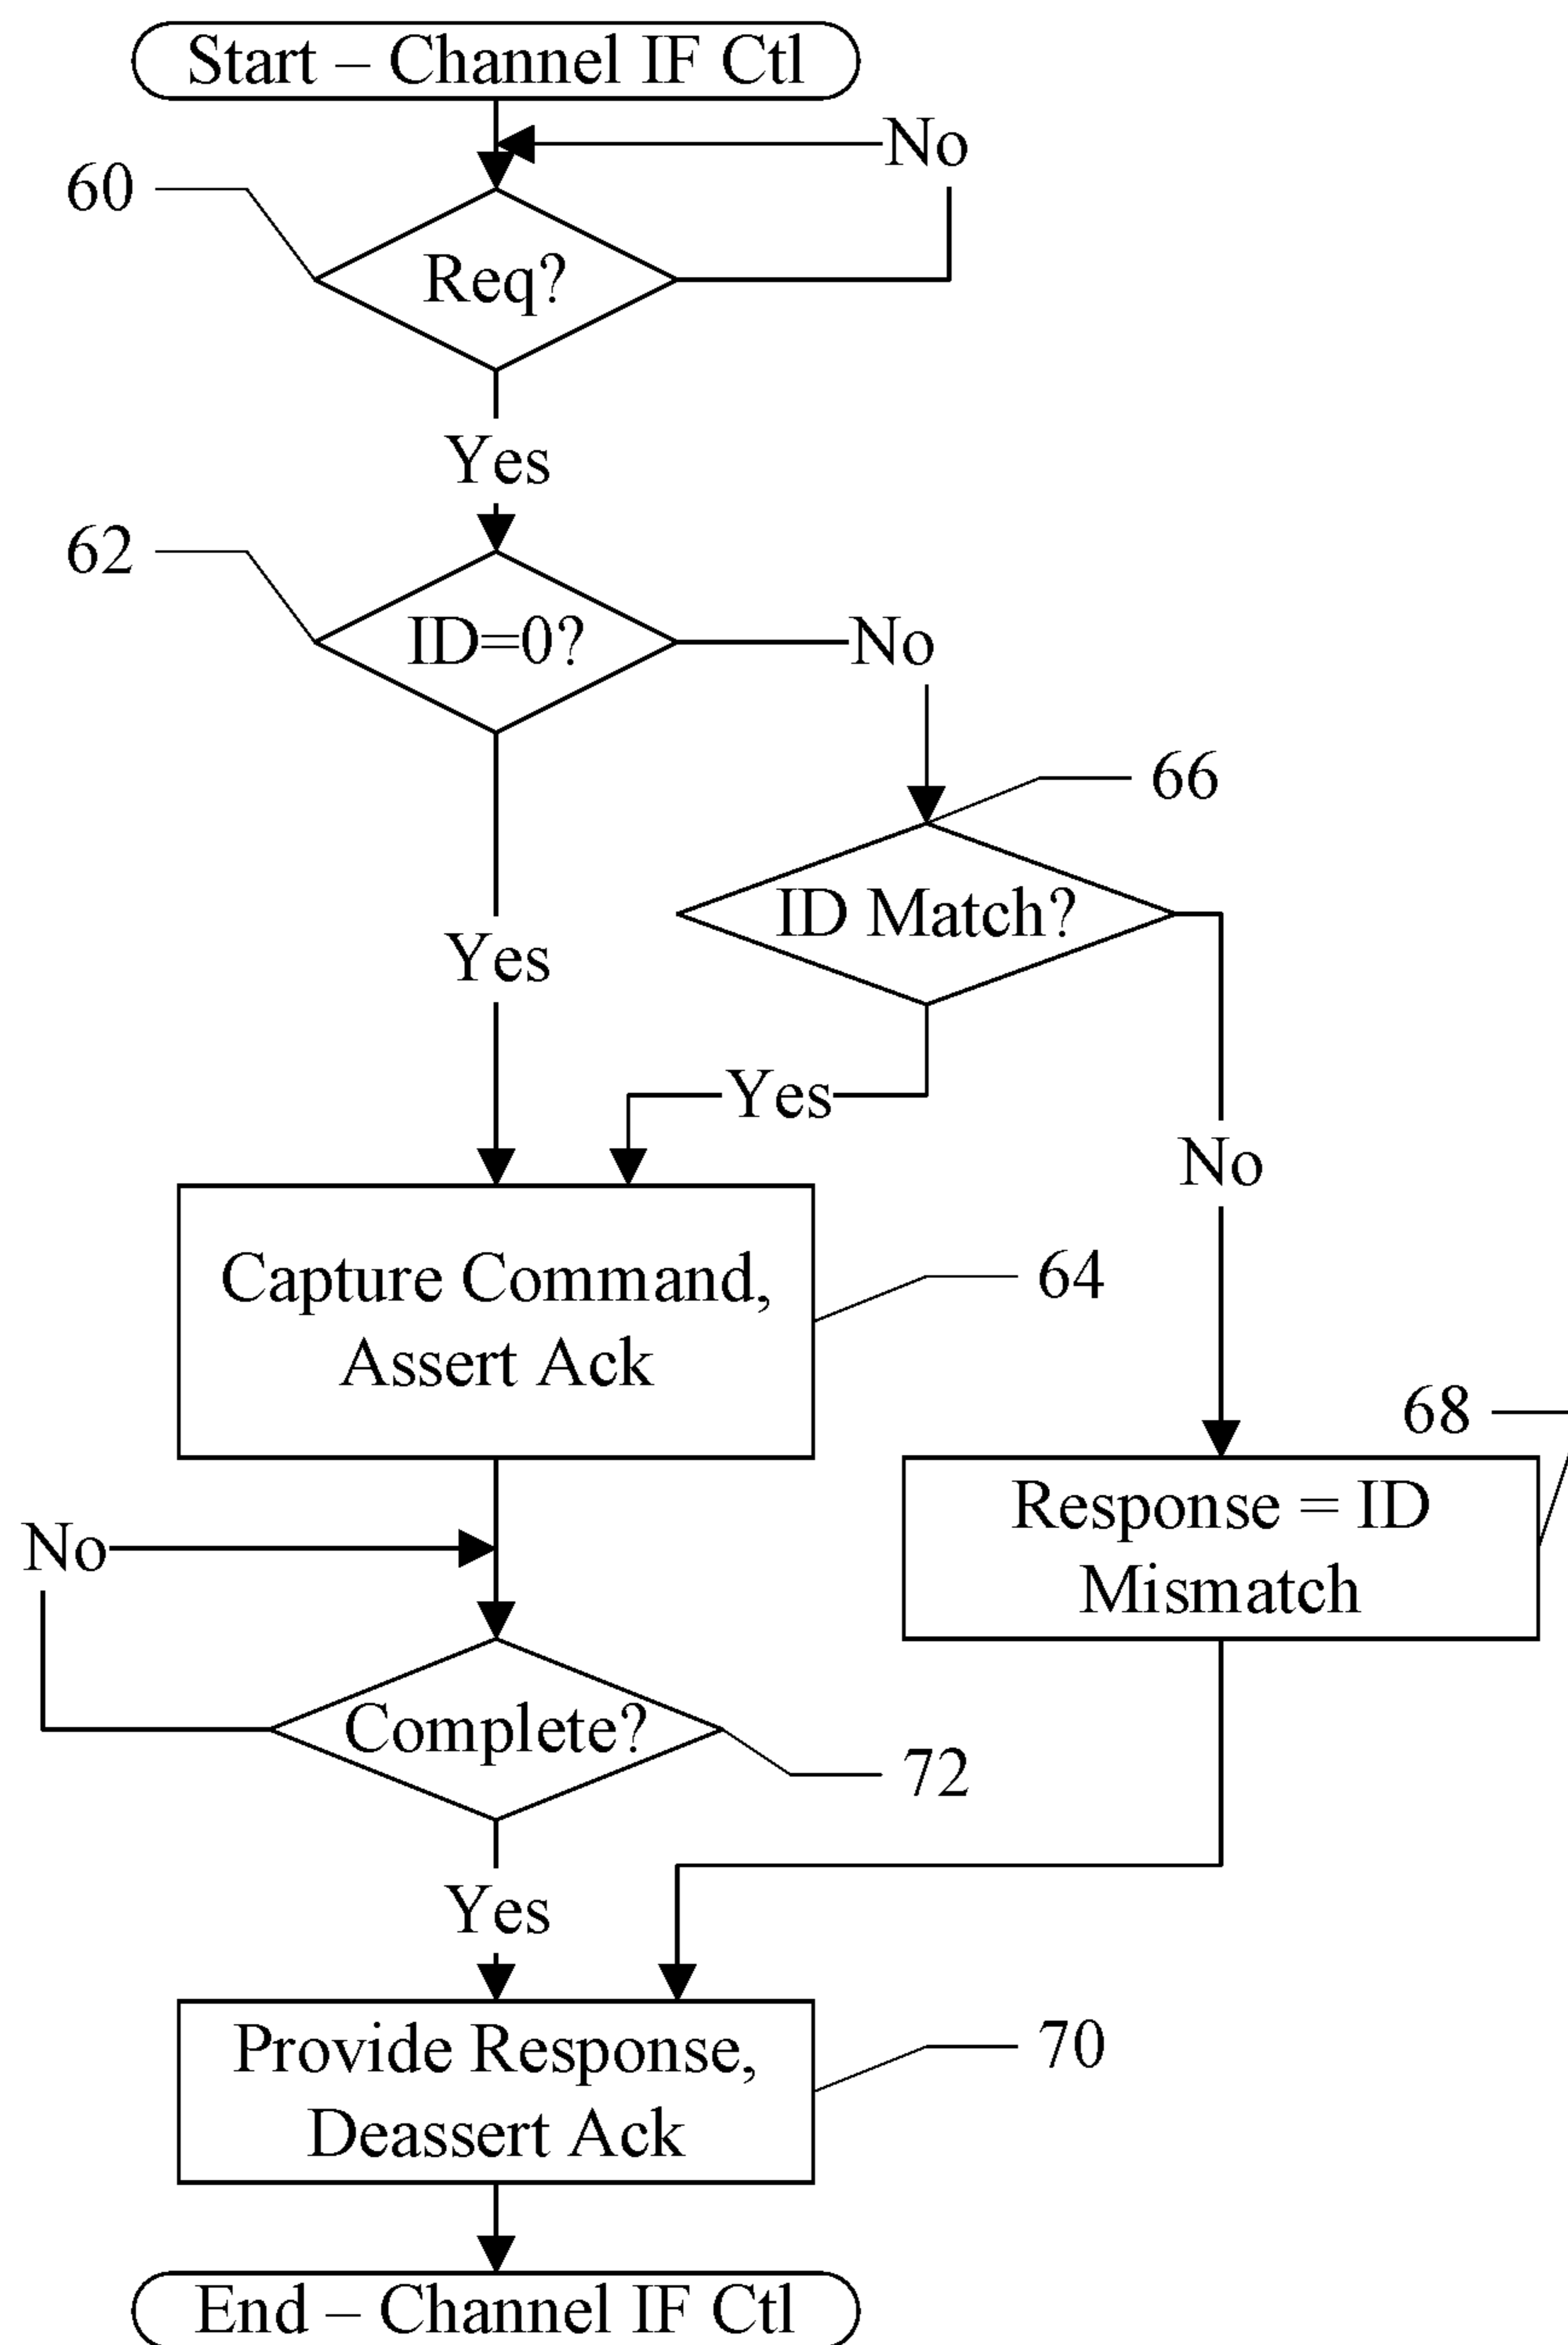 Start – Channel IF Ctl
No
60
Req?
Yes
62
ID=0?
No
66
ID Match?
Yes
Yes
No
Capture Command,
Assert Ack
64
68
Response = ID
Mismatch
No
Complete?
72
Yes
Provide Response,
Deassert Ack
70
End – Channel IF Ctl